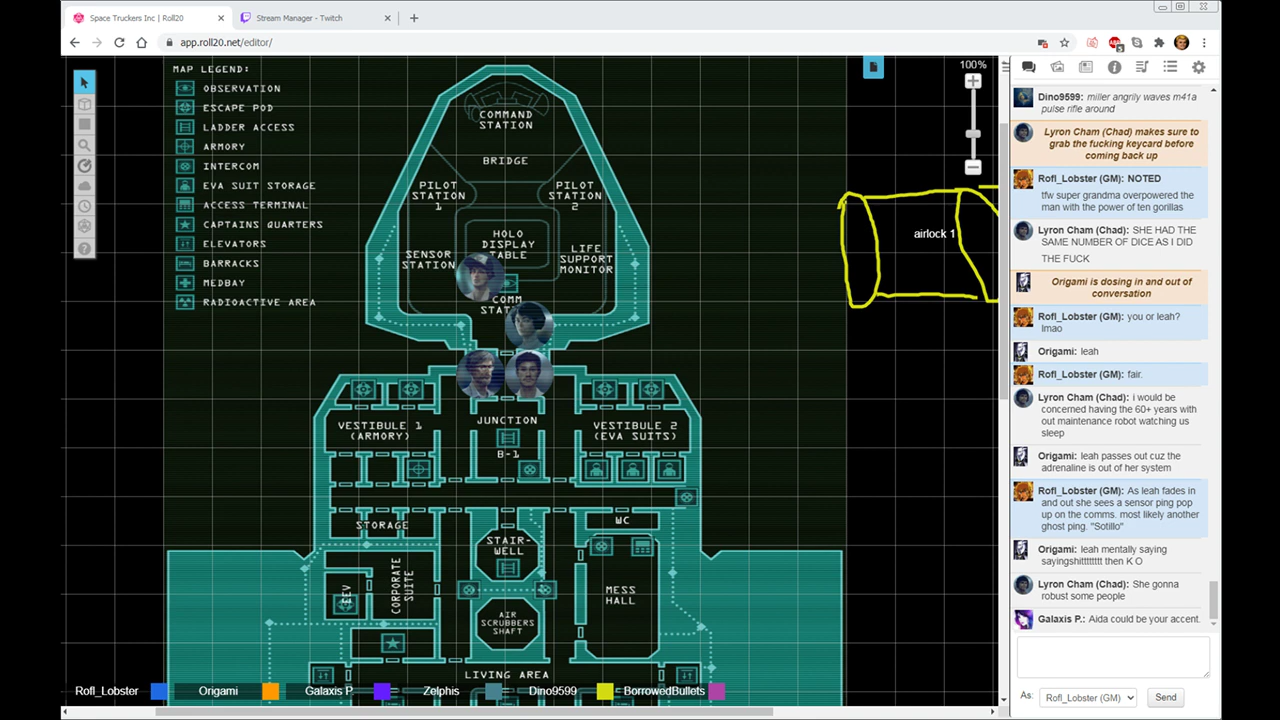 Space Truckers Inc | Roll20
Stream Manager - Twitch
app.roll20.net/editor/
MAP LEGEND:
OBSERVATION
ESCAPE POD
LADDER ACCESS
ARMORY
INTERCOM
EVA SUIT STORAGE
ACCESS TERMINAL
CAPTAINS QUARTERS
ELEVATORS
BARRACKS
MEDBAY
RADIOACTIVE AREA
COMMAND
STATION
BRIDGE
PILOT
STATION
1
PILOT
STATION
2
HOLO
DISPLAY
TABLE
SENSOR
STATION
LIFE
SUPPORT
MONITOR
COMM
VESTIBULE 1
(ARMORY)
JUNCTION
B-1
VESTIBULE 2
(EVA SUITS)
STORAGE
WC
STAIR-
WELL
EEV
CORPORATE
SUITE
AIR
SCRUBBERS
SHAFT
MESS
HALL
LIVING AREA
airlock 1
100%
Rofl_Lobster
Origami
Galaxis P
Zelphis
Dino9599
BorrowedBullets
5
Dino9599: miller angrily waves m41a
pulse rifle around
Lyron Cham (Chad) makes sure to
grab the fucking keycard before
coming back up
Rofl_Lobster (GM): NOTED
tfw super grandma overpowered the
man with the power of ten gorillas
Lyron Cham (Chad): SHE HAD THE
SAME NUMBER OF DICE AS I DID
THE FUCK
Origami is dosing in and out of
conversation
Rofl_Lobster (GM): you or leah?
lmao
Origami: leah
Rofl_Lobster (GM): fair.
Lyron Cham (Chad): i would be
concerned having the 60+ years with
out maintenance robot watching us
sleep
Origami: leah passes out cuz the
adrenaline is out of her system
Rofl_Lobster (GM): As leah fades in
and out she sees a sensor ping pop
up on the comms. most likely another
ghost ping. "Sotillo"
Origami: leah mentally saying
sayingshitttttttt then K O
Lyron Cham (Chad): She gonna
robust some people
Galaxis P.: Aida could be your accent.
As:
Rofl_Lobster (GM)
Send